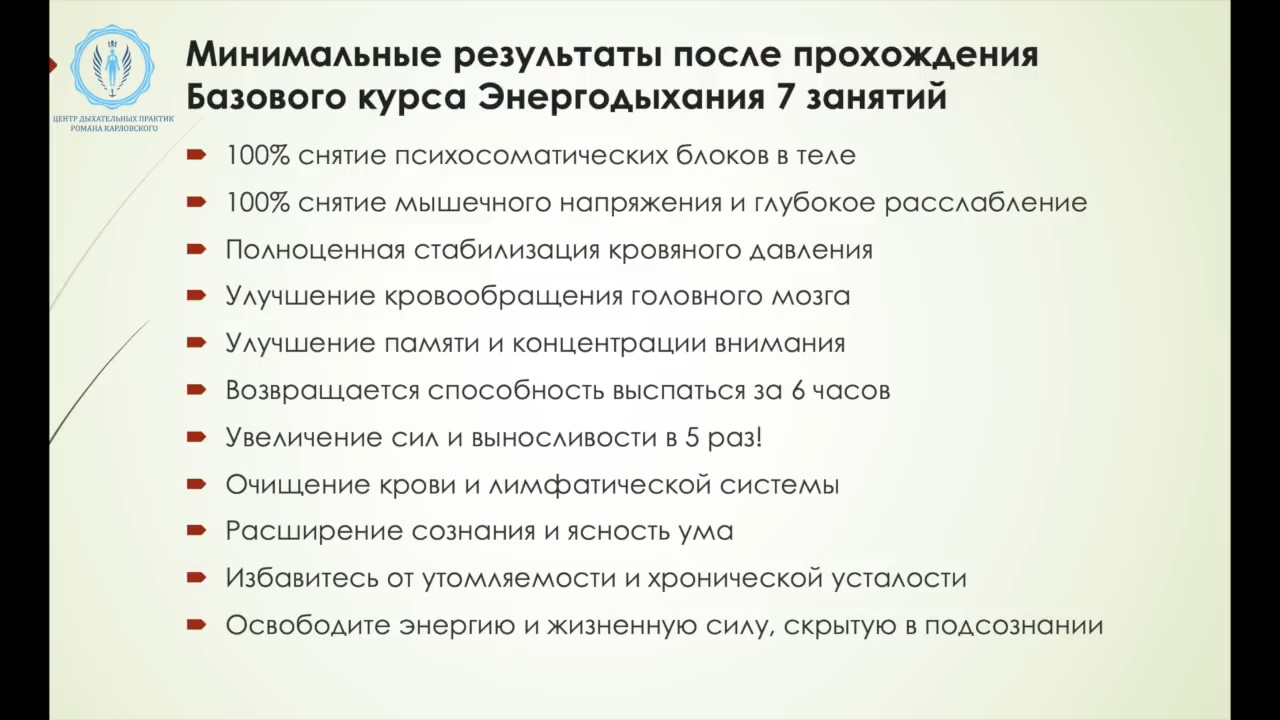 ЦЕНТР ДЫХАТЕЛЬНЫХ ПРАКТИК
РОМАНА КАРЛОВСКОГО
Минимальные результаты после прохождения
Базового курса Энергодыхания 7 занятий
100% снятие психосоматических блоков в теле
100% снятие мышечного напряжения и глубокое расслабление
Полноценная стабилизация кровяного давления
Улучшение кровообращения головного мозга
Улучшение памяти и концентрации внимания
Возвращается способность выспаться за 6 часов
Увеличение сил и выносливости в 5 раз!
Очищение крови и лимфатической системы
Расширение сознания и ясность ума
Избавитесь от утомляемости и хронической усталости
Освободите энергию и жизненную силу, скрытую в подсознании